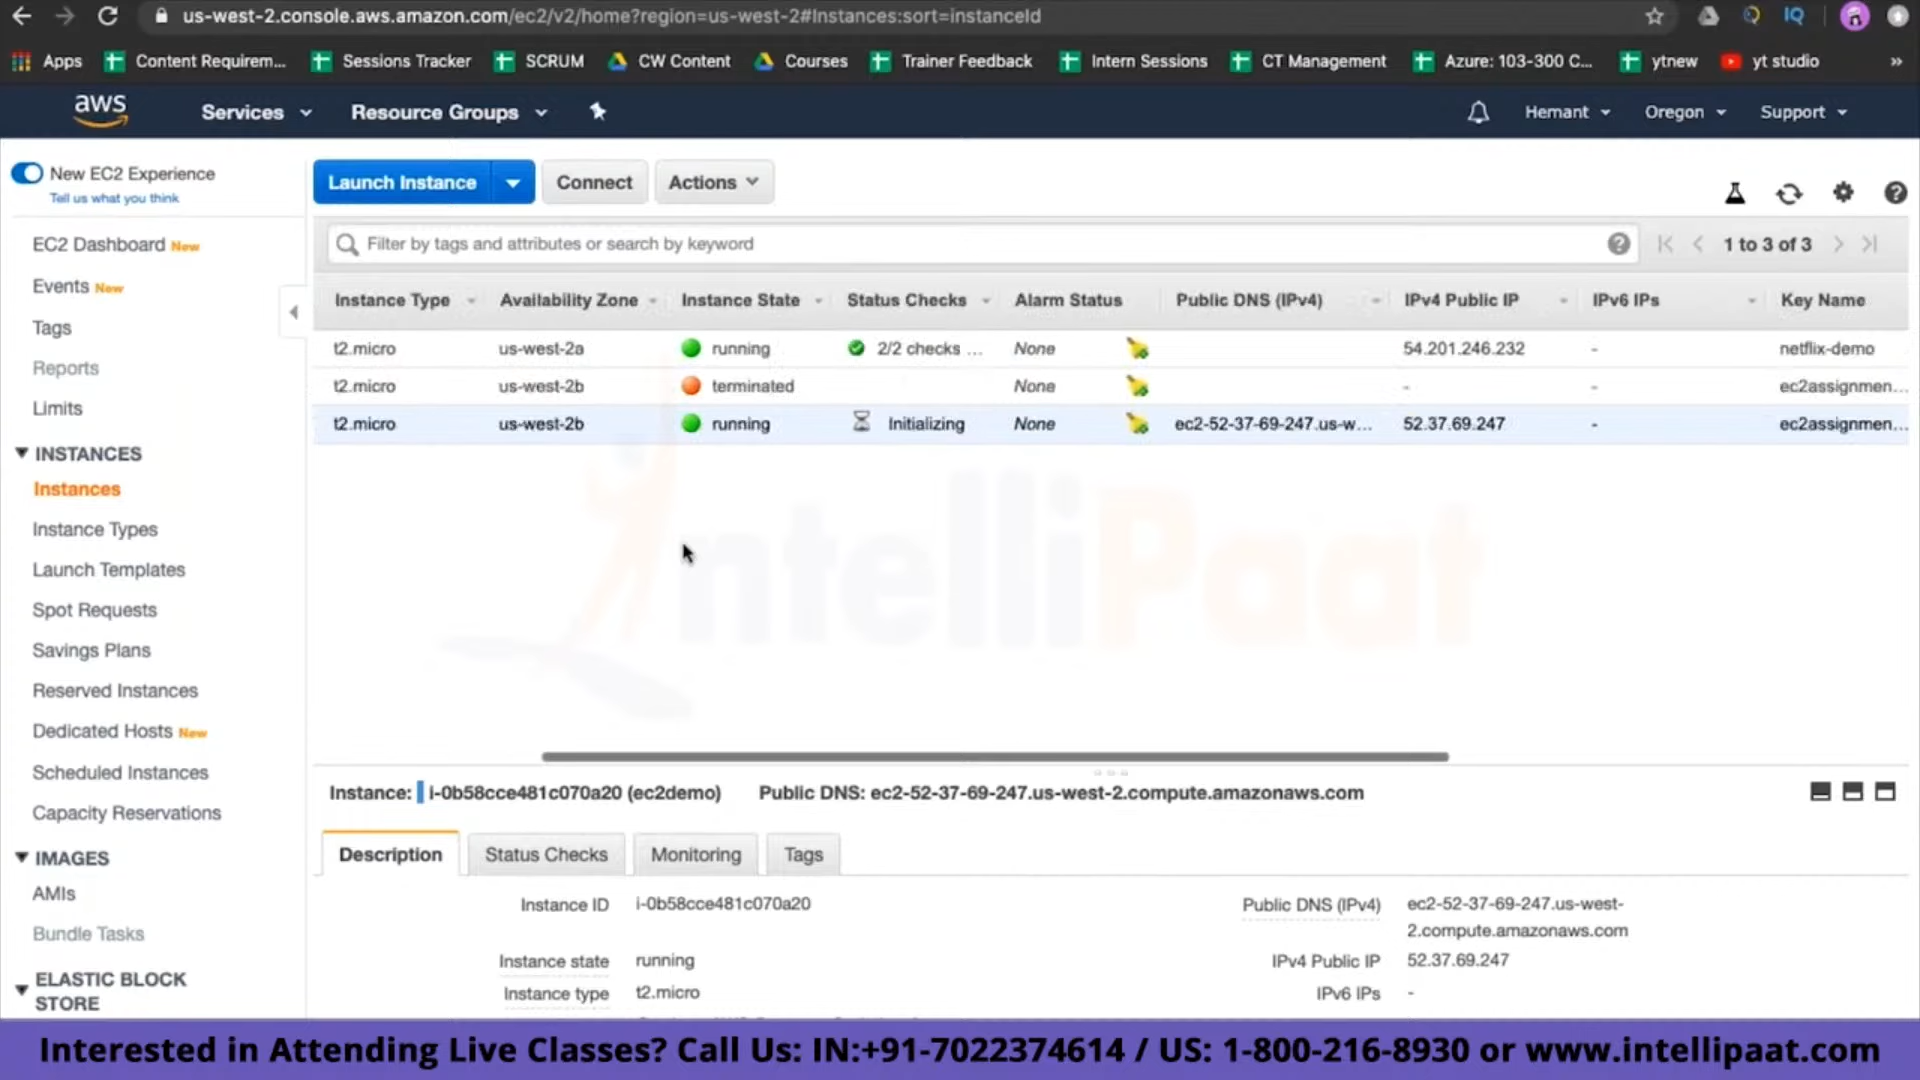 us-west-2.console.aws.amazon.com/ec2/v2/home?region=us-west-2#Instances:sort=instanceId
Apps Content Requirem... Sessions Tracker SCRUM CW Content Courses Trainer Feedback Intern Sessions CT Management Azure: 103-300 C... ytnew yt studio »
aws Services Resource Groups Hemant Oregon Support
New EC2 Experience
Tell us what you think
EC2 Dashboard New
Events New
Tags
Reports
Limits
INSTANCES
Instances
Instance Types
Launch Templates
Spot Requests
Savings Plans
Reserved Instances
Dedicated Hosts New
Scheduled Instances
Capacity Reservations
IMAGES
AMIs
Bundle Tasks
ELASTIC BLOCK
STORE
Launch Instance Connect Actions
Filter by tags and attributes or search by keyword 1 to 3 of 3
Instance Type Availability Zone Instance State Status Checks Alarm Status Public DNS (IPv4) IPv4 Public IP IPv6 IPs Key Name
t2.micro us-west-2a running 2/2 checks ... None 54.201.246.232 - netflix-demo
t2.micro us-west-2b terminated None - - ec2assignmen...
t2.micro us-west-2b running Initializing None ec2-52-37-69-247.us-w... 52.37.69.247 - ec2assignmen...
IntelliPaat
Instance: i-0b58cce481c070a20 (ec2demo) Public DNS: ec2-52-37-69-247.us-west-2.compute.amazonaws.com
Description Status Checks Monitoring Tags
Instance ID i-0b58cce481c070a20 Public DNS (IPv4) ec2-52-37-69-247.us-west-
2.compute.amazonaws.com
Instance state running IPv4 Public IP 52.37.69.247
Instance type t2.micro IPv6 IPs -
Interested in Attending Live Classes? Call Us: IN:+91-7022374614 / US: 1-800-216-8930 or www.intellipaat.com